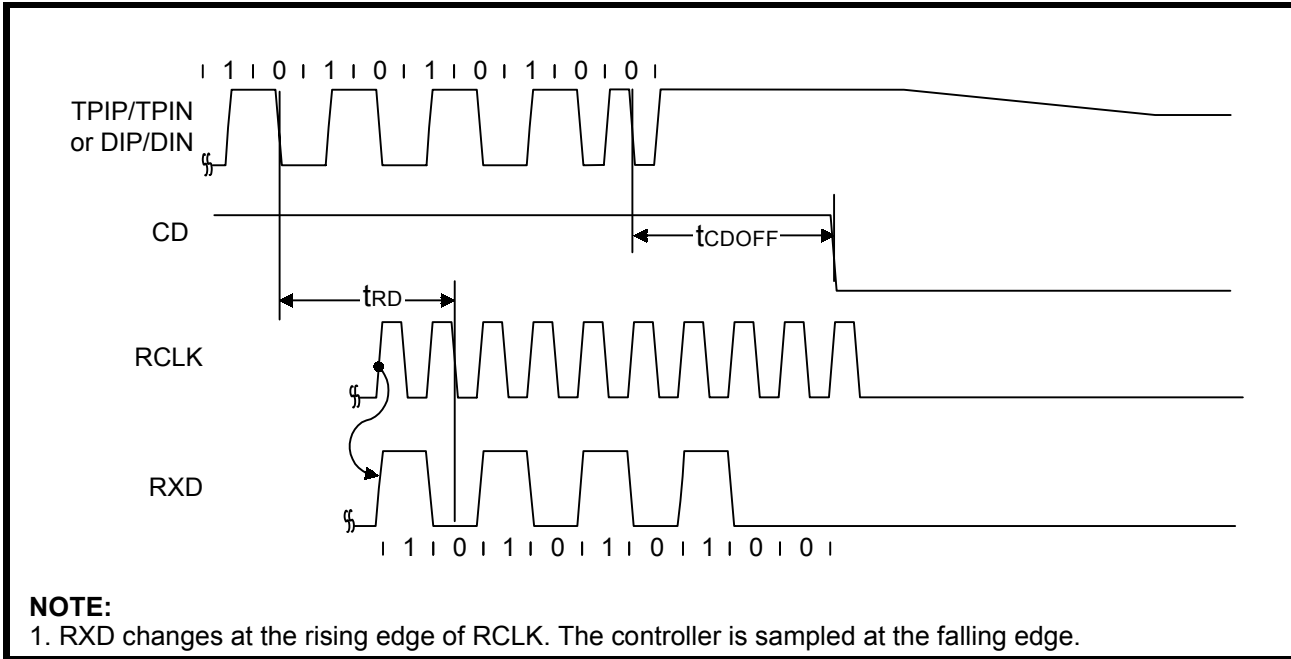 1 0 1 0 1 0 1 0 0
TPIP/TPIN
or DIP/DIN
CD
tCDOFF
tRD
RCLK
RXD
1 0 1 0 1 0 1 0 0
NOTE:
1. RXD changes at the rising edge of RCLK. The controller is sampled at the falling edge.